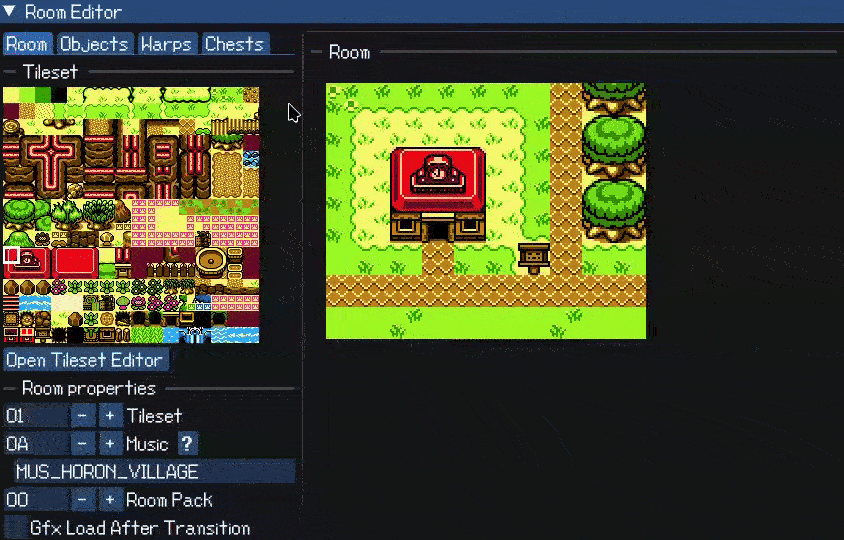 Room Editor
Room Objects Warps Chests
Tileset
Room
Open Tileset Editor
Room properties
01 - + Tileset
0A - + Music ?
MUS_HORON_VILLAGE
00 - + Room Pack
Gfx Load After Transition